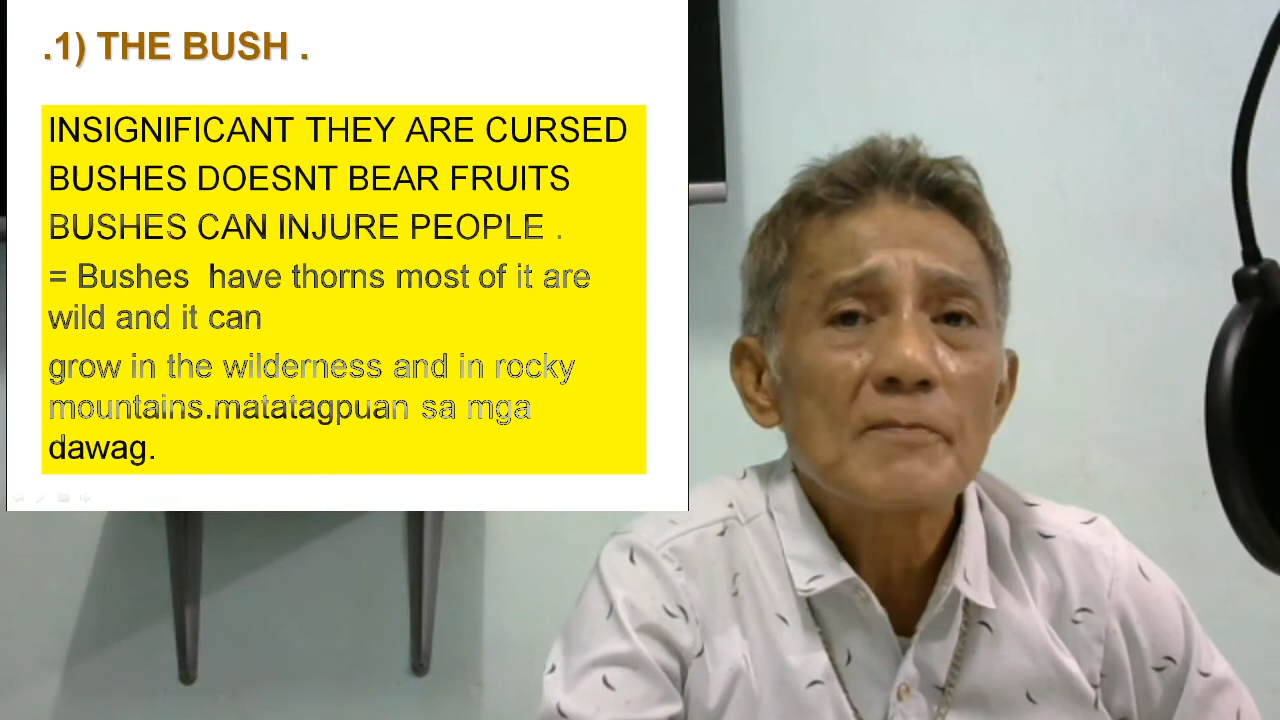 .1) THE BUSH .
INSIGNIFICANT THEY ARE CURSED
BUSHES DOESNT BEAR FRUITS
BUSHES CAN INJURE PEOPLE .
= Bushes have thorns most of it are
wild and it can
grow in the wilderness and in rocky
mountains.matatagpuan sa mga
dawag.